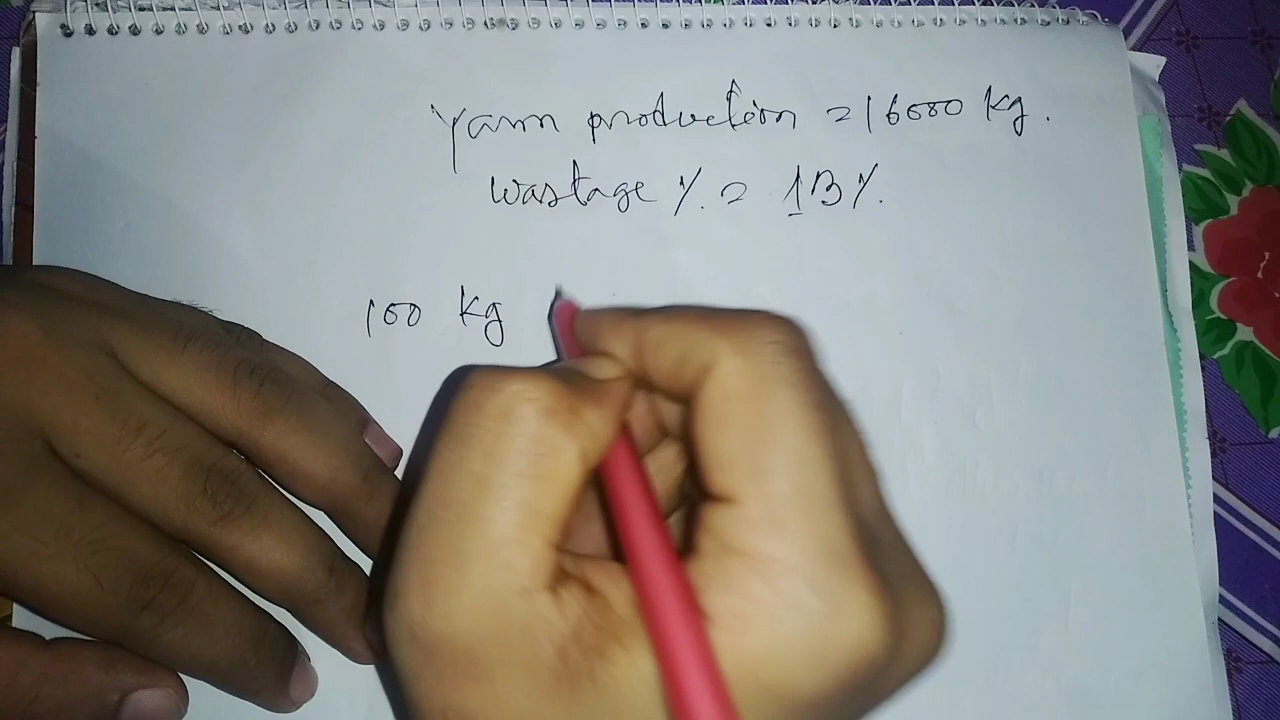 Yarn production = 16000 kg.
Wastage % = 13%.
100 kg